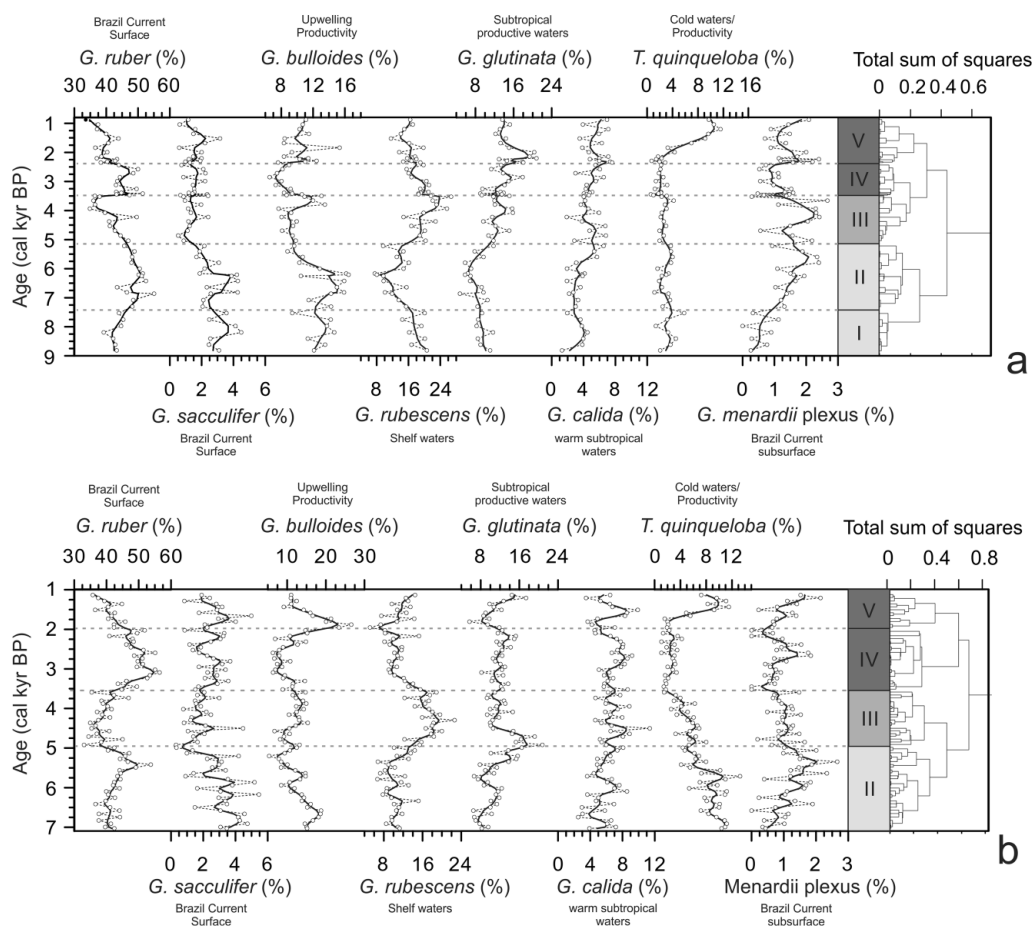 Brazil Current
Surface
Upwelling
Productivity
Subtropical
productive waters
Cold waters/
Productivity
G. ruber (%)
G. bulloides (%)
G. glutinata (%)
T. quinqueloba (%)
Total sum of squares
30 40 50 60
8 12 16
8 16 24
0 4 8 12 16
0 0.2 0.4 0.6
Age (cal kyr BP)
1
2
3
4
5
6
7
8
9
V
IV
III
II
I
a
0 2 4 6
8 16 24
0 4 8 12
0 1 2 3
G. sacculifer (%)
G. rubescens (%)
G. calida (%)
G. menardii plexus (%)
Brazil Current
Surface
Shelf waters
warm subtropical
waters
Brazil Current
subsurface
Brazil Current
Surface
Upwelling
Productivity
Subtropical
productive waters
Cold waters/
Productivity
G. ruber (%)
G. bulloides (%)
G. glutinata (%)
T. quinqueloba (%)
Total sum of squares
30 40 50 60
10 20 30
8 16 24
0 4 8 12
0 0.4 0.8
Age (cal kyr BP)
1
2
3
4
5
6
7
V
IV
III
II
b
0 2 4 6
8 16 24
0 4 8 12
0 1 2 3
G. sacculifer (%)
G. rubescens (%)
G. calida (%)
Menardii plexus (%)
Brazil Current
Surface
Shelf waters
warm subtropical
waters
Brazil Current
subsurface